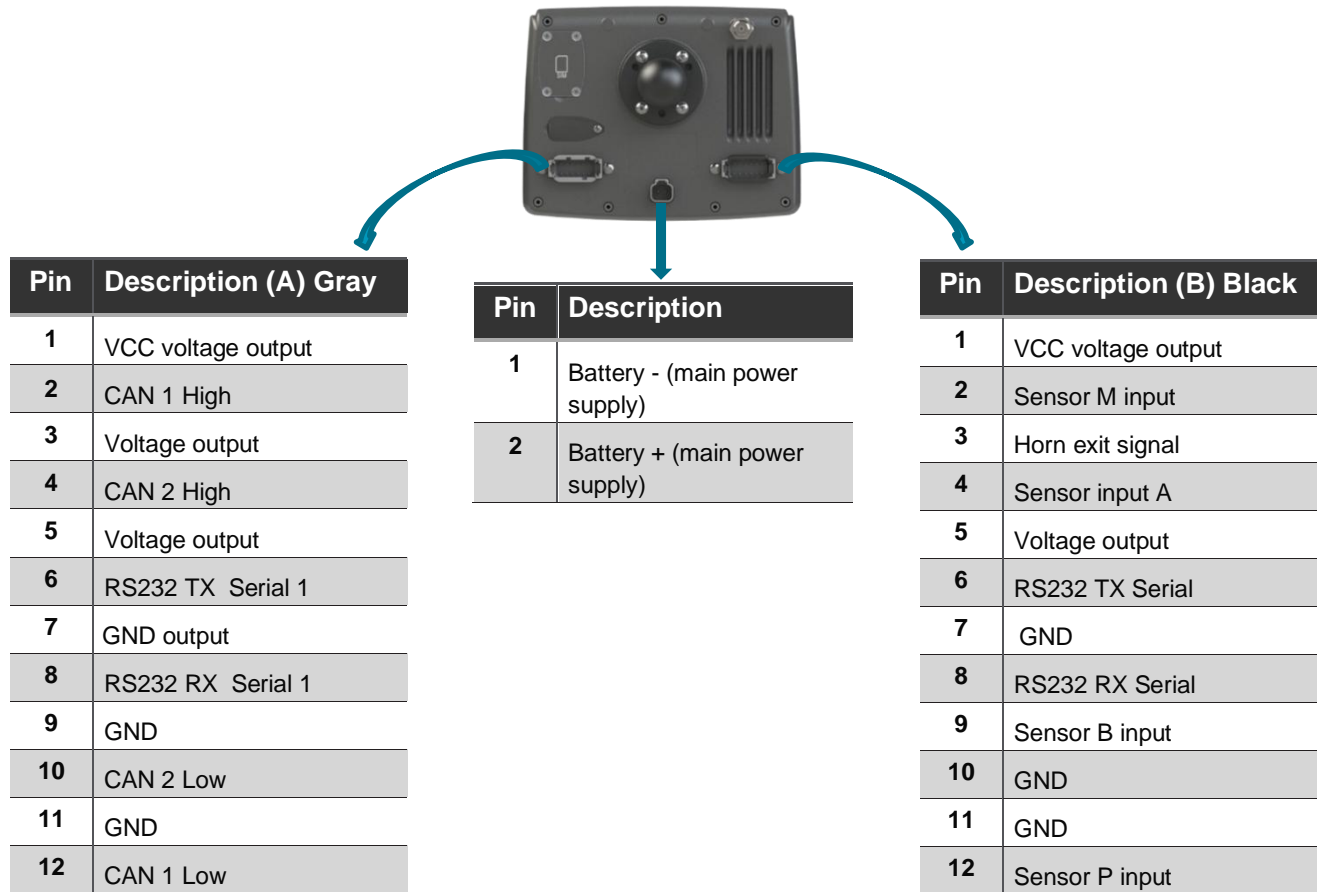 Pin Description (A) Gray
1 VCC voltage output
2 CAN 1 High
3 Voltage output
4 CAN 2 High
5 Voltage output
6 RS232 TX Serial 1
7 GND output
8 RS232 RX Serial 1
9 GND
10 CAN 2 Low
11 GND
12 CAN 1 Low
Pin Description
1 Battery - (main power
supply)
2 Battery + (main power
supply)
Pin Description (B) Black
1 VCC voltage output
2 Sensor M input
3 Horn exit signal
4 Sensor input A
5 Voltage output
6 RS232 TX Serial
7 GND
8 RS232 RX Serial
9 Sensor B input
10 GND
11 GND
12 Sensor P input